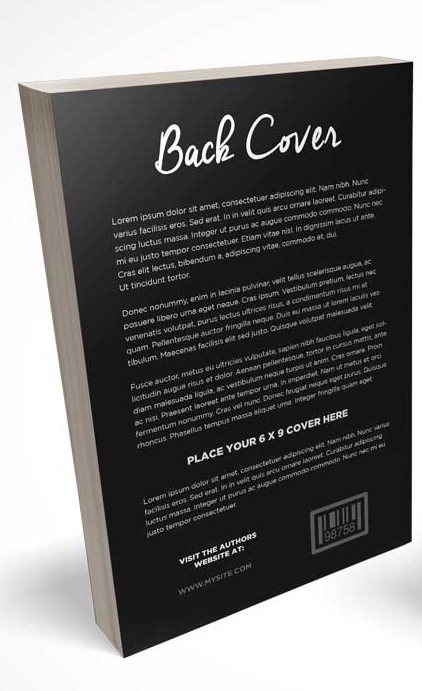 Back Cover
Lorem ipsum dolor sit amet, consectetuer adipiscing elit. Nam nibh. Nunc
varius facilisis eros. Sed erat. In in velit quis arcu ornare laoreet. Curabitur adipi-
scing luctus massa. Integer ut purus ac augue commodo commodo. Nunc nec
mi eu justo tempor consectetuer. Etiam vitae nisl. In dignissim lacus ut ante.
Cras elit lectus, bibendum a, adipiscing vitae, commodo et, dui.
Ut tincidunt tortor.
Donec nonummy, enim in lacinia pulvinar, velit tellus scelerisque augue, ac
posuere libero urna eget neque. Cras ipsum. Vestibulum pretium, lectus nec
venenatis volutpat, purus lectus ultrices risus, a condimentum risus mi et
quam. Pellentesque auctor fringilla neque. Duis eu massa ut lorem iaculis ves-
tibulum. Maecenas facilisis elit sed justo. Quisque volutpat malesuada velit.
Fusce auctor, metus eu ultricies vulputate, sapien nibh faucibus ligula, eget sol-
licitudin augue risus et dolor. Aenean pellentesque, tortor in cursus mattis, ante
diam malesuada ligula, ac vestibulum neque turpis ut enim. Cras ornare. Proin
ac nisi. Praesent laoreet ante tempor urna. In imperdiet. Nam ut metus et orci
fermentum nonummy. Cras vel nunc. Donec feugiat neque eget purus. Quisque
rhoncus. Phasellus tempus massa aliquet urna. Integer fringilla quam eget
PLACE YOUR 6 X 9 COVER HERE
Lorem ipsum dolor sit amet, consectetuer adipiscing elit. Nam nibh. Nunc varius
facilisis eros. Sed erat. In in velit quis arcu ornare laoreet. Curabitur adipiscing
luctus massa. Integer ut purus ac augue commodo commodo. Nunc nec mi eu
justo tempor consectetuer.
VISIT THE AUTHORS
WEBSITE AT:
WWW.MYSITE.COM
98758